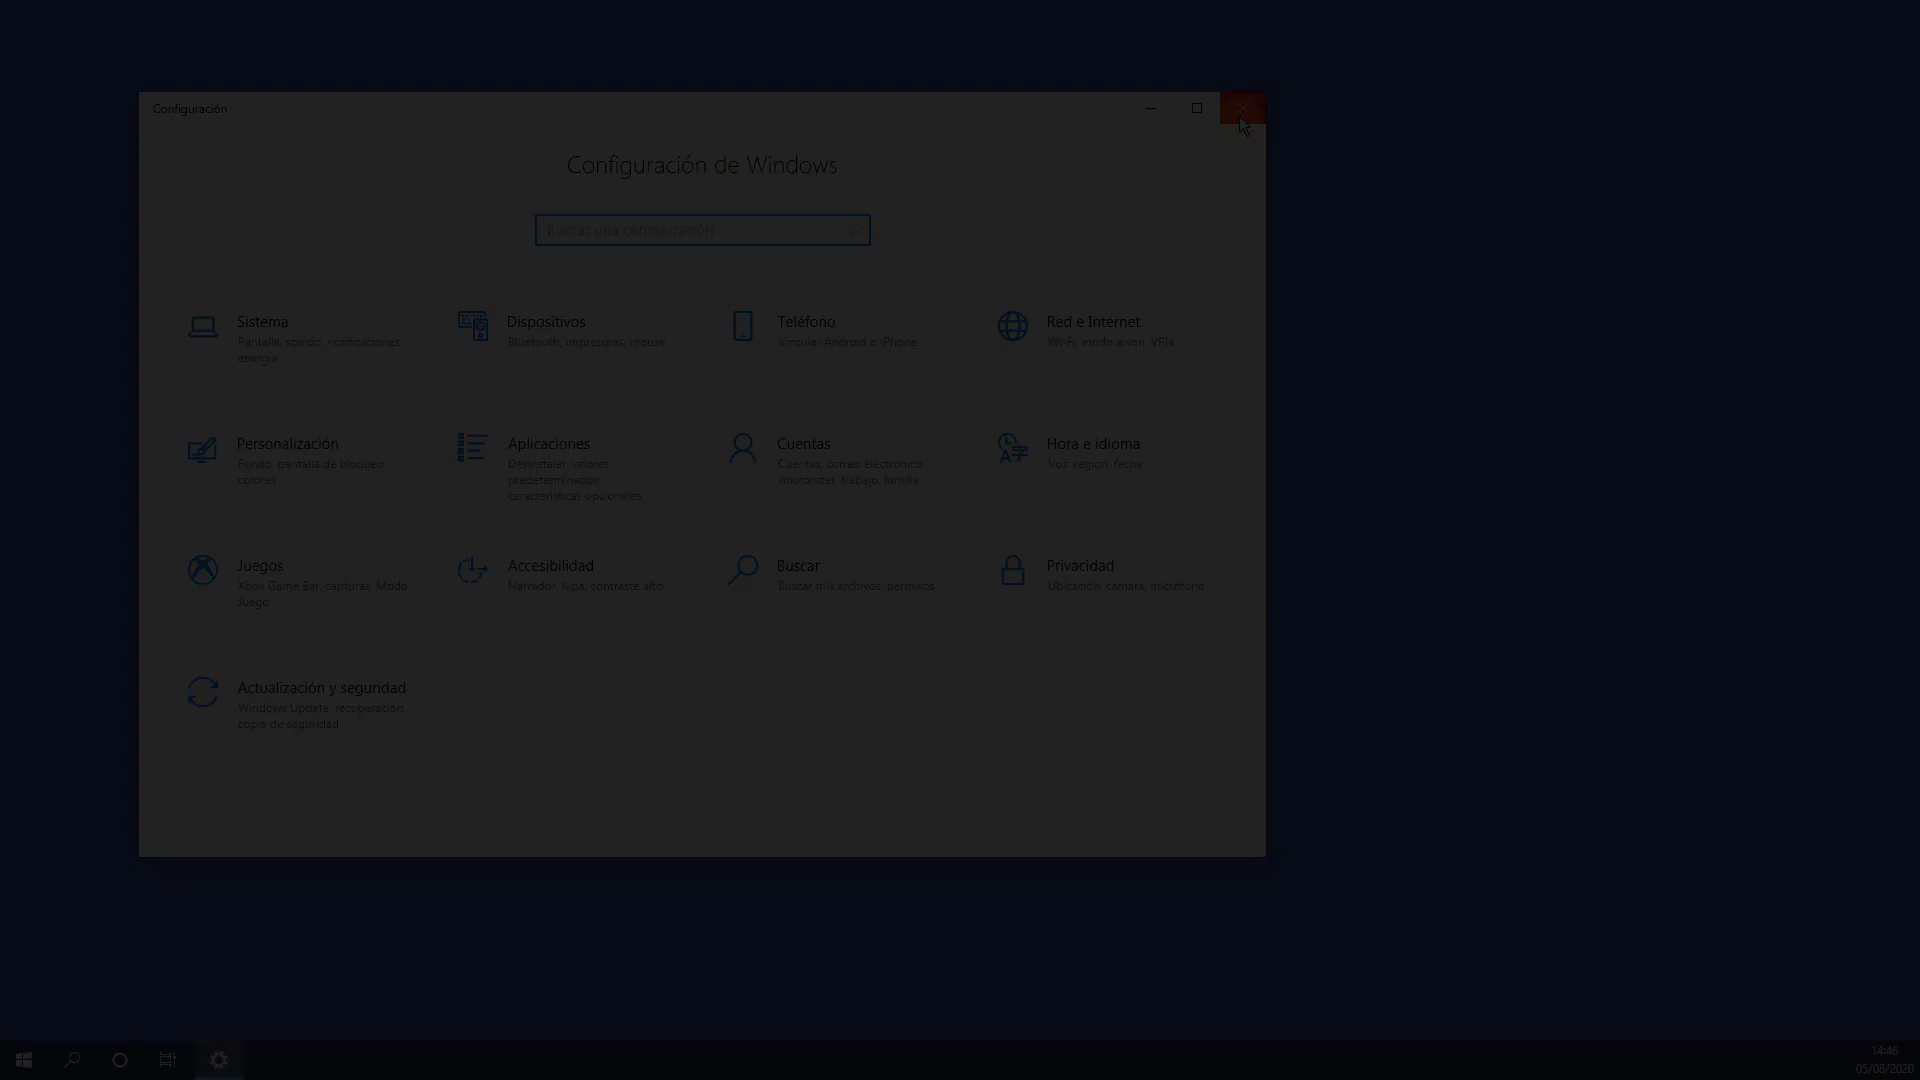 Configuración
Configuración de Windows
Buscar una configuración
Sistema
Pantalla, sonido, notificaciones,
energía
Dispositivos
Bluetooth, impresoras, mouse
Teléfono
Vincular Android o iPhone
Red e Internet
Wi-Fi, modo avión, VPN
Personalización
Fondo, pantalla de bloqueo,
colores
Aplicaciones
Desinstalar, valores
predeterminados,
características opcionales
Cuentas
Cuentas, correo electrónico,
sincronizar, trabajo, familia
Hora e idioma
Voz, región, fecha
Juegos
Xbox Game Bar, capturas, Modo
Juego
Accesibilidad
Narrador, lupa, contraste alto
Buscar
Buscar mis archivos, permisos
Privacidad
Ubicación, cámara, micrófono
Actualización y seguridad
Windows Update, recuperación,
copia de seguridad
14:46
05/08/2020